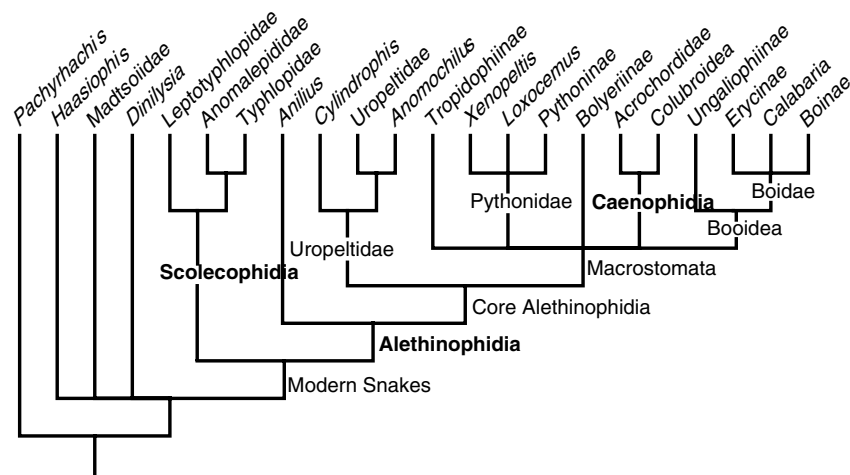 Pachyrhachis
Haasiophis
Madtsoiidae
Dinilysia
Leptotyphlopidae
Anomalepididae
Typhlopidae
Anilius
Cylindrophis
Uropeltidae
Anomochilus
Tropidophiinae
Xenopeltis
Loxocemus
Pythoninae
Bolyeriinae
Acrochordidae
Colubroidea
Ungaliophiinae
Erycinae
Calabaria
Boinae
Boidae
Pythonidae
Caenophidia
Booidea
Uropeltidae
Scolecophidia
Macrostomata
Core Alethinophidia
Alethinophidia
Modern Snakes